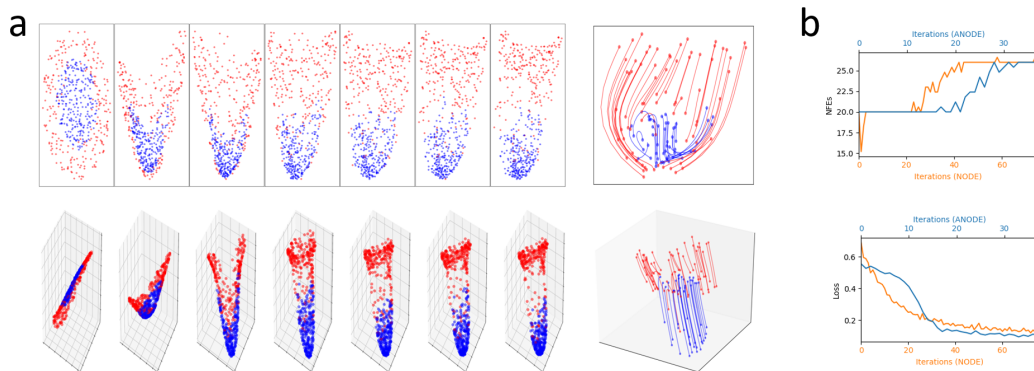 a
b
Iterations (ANODE)
0 10 20 30
NFEs
25.0
22.5
20.0
17.5
15.0
0 20 40 60
Iterations (NODE)
Iterations (ANODE)
0 10 20 30
Loss
0.6
0.4
0.2
0 20 40 60
Iterations (NODE)